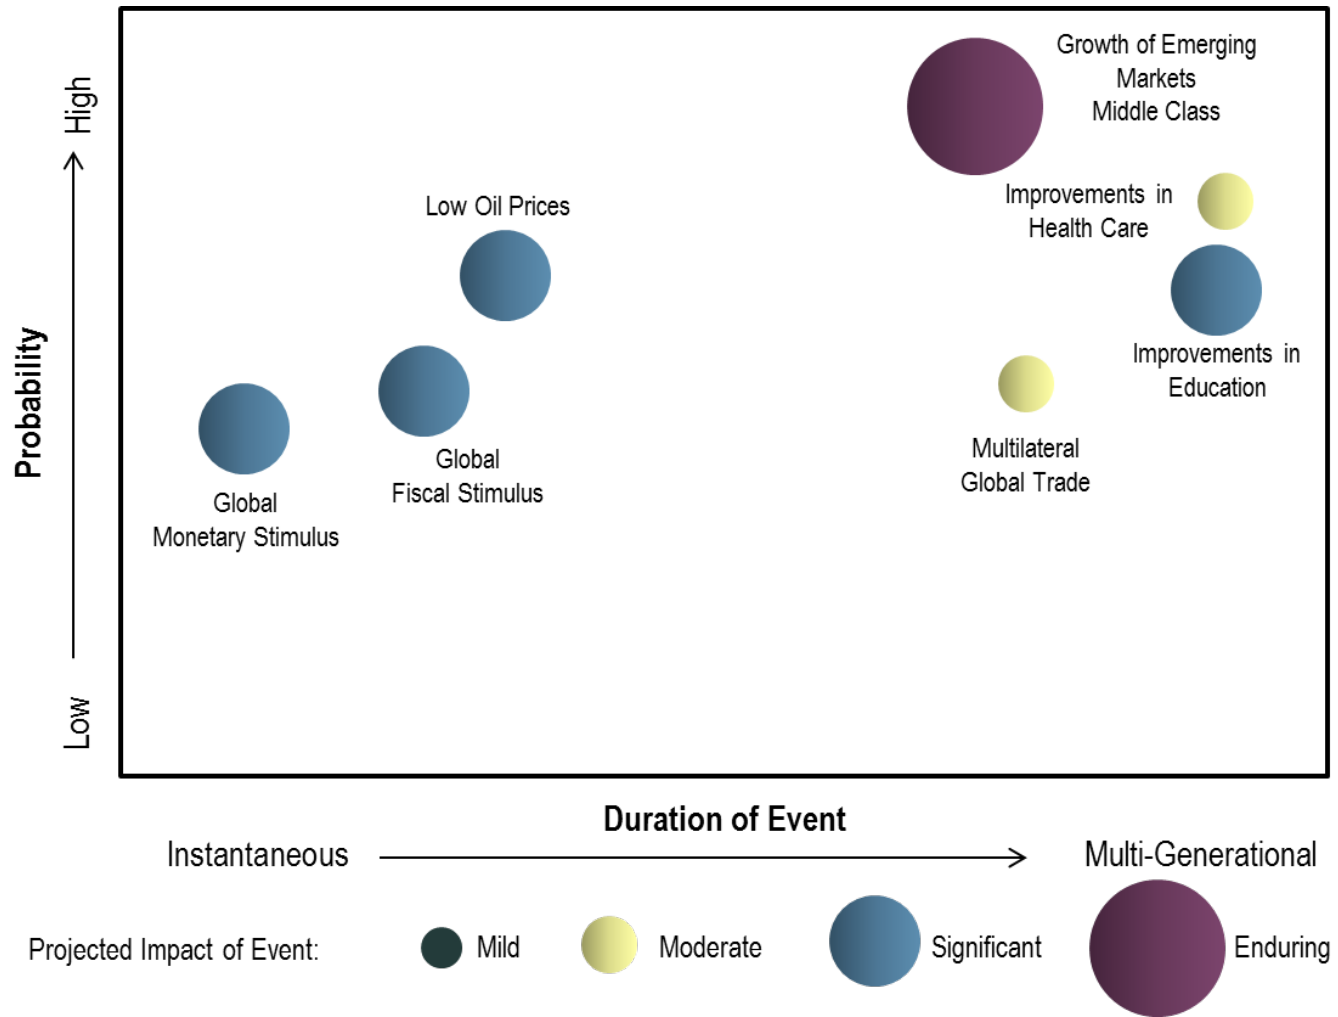 Growth of Emerging
Markets
Middle Class
High
Improvements in
Health Care
Low Oil Prices
Probability
Improvements in
Education
Multilateral
Global Trade
Global
Fiscal Stimulus
Global
Monetary Stimulus
Low
Duration of Event
Instantaneous
Multi-Generational
Projected Impact of Event:
Mild
Moderate
Significant
Enduring